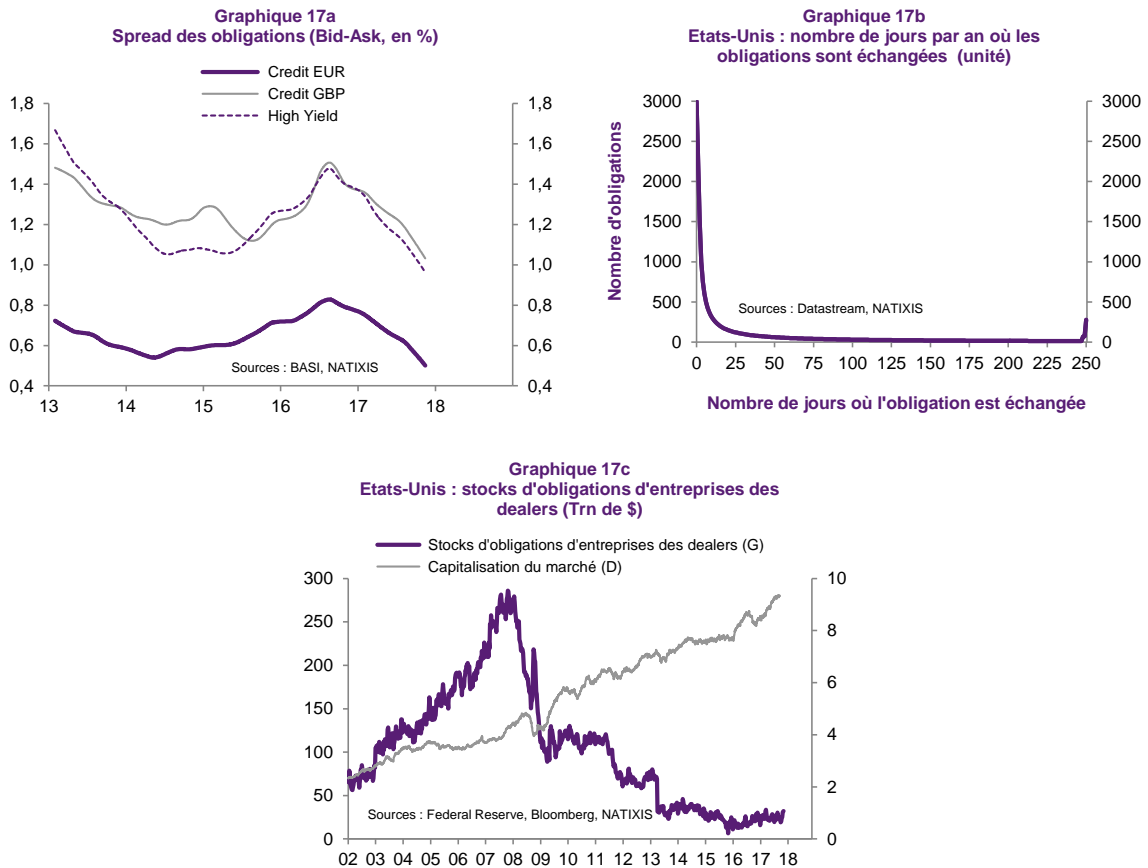 Graphique 17a
Spread des obligations (Bid-Ask, en %)
Credit EUR
Credit GBP
High Yield
1,8 1,8
1,6 1,6
1,4 1,4
1,2 1,2
1,0 1,0
0,8 0,8
0,6 0,6
0,4 0,4
Sources : BASI, NATIXIS
13 14 15 16 17 18
Graphique 17b
Etats-Unis : nombre de jours par an où les
obligations sont échangées (unité)
Nombre d'obligations
3000 3000
2500 2500
2000 2000
1500 1500
1000 1000
500 500
0 0
Sources : Datastream, NATIXIS
0 25 50 75 100 125 150 175 200 225 250
Nombre de jours où l'obligation est échangée
Graphique 17c
Etats-Unis : stocks d'obligations d'entreprises des
dealers (Trn de $)
Stocks d'obligations d'entreprises des dealers (G)
Capitalisation du marché (D)
300 10
250 8
200 6
150
100 4
50 2
0 0
Sources : Federal Reserve, Bloomberg, NATIXIS
02 03 04 05 06 07 08 09 10 11 12 13 14 15 16 17 18